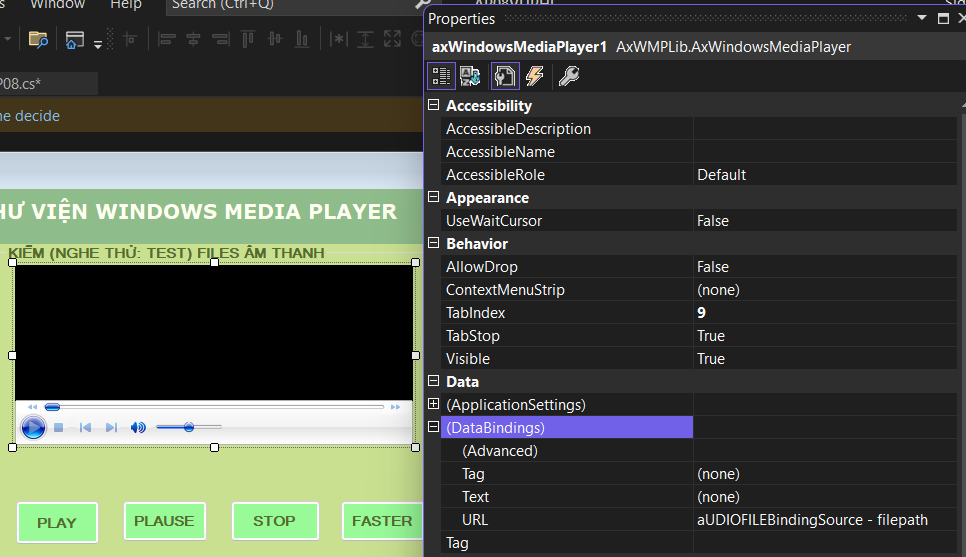 Window Help Search (Ctrl+Q)
P08.cs*
me decide
HƯ VIỆN WINDOWS MEDIA PLAYER
KIỂM (NGHE THỬ: TEST) FILES ÂM THANH
PLAY PLAUSE STOP FASTER
Properties
axWindowsMediaPlayer1 AxWMPLib.AxWindowsMediaPlayer
Accessibility
AccessibleDescription
AccessibleName
AccessibleRole Default
Appearance
UseWaitCursor False
Behavior
AllowDrop False
ContextMenuStrip (none)
TabIndex 9
TabStop True
Visible True
Data
(ApplicationSettings)
(DataBindings)
(Advanced)
Tag (none)
Text (none)
URL aUDIOFILEBindingSource - filepath
Tag